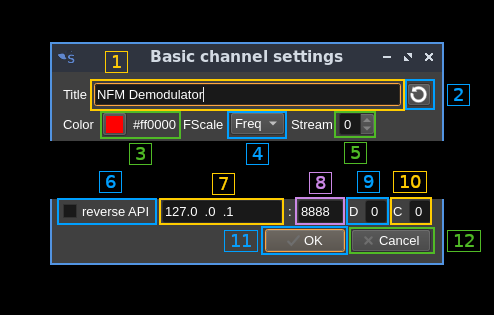 S Basic channel settings
1
Title NFM Demodulator 2
Color #ff0000 FScale Freq Stream 0
3 4 5
6 7 8 9 10
reverse API 127.0 .0 .1 : 8888 D 0 C 0
11 OK Cancel 12